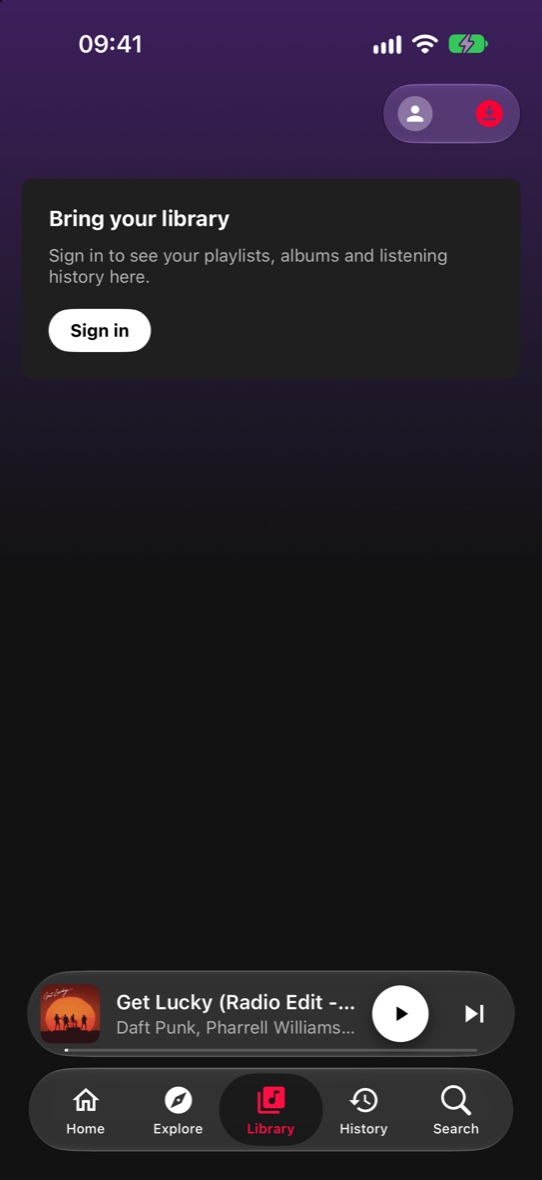 09:41
Bring your library
Sign in to see your playlists, albums and listening
history here.
Sign in
Get Lucky (Radio Edit -...
Daft Punk, Pharrell Williams...
Home
Explore
Library
History
Search